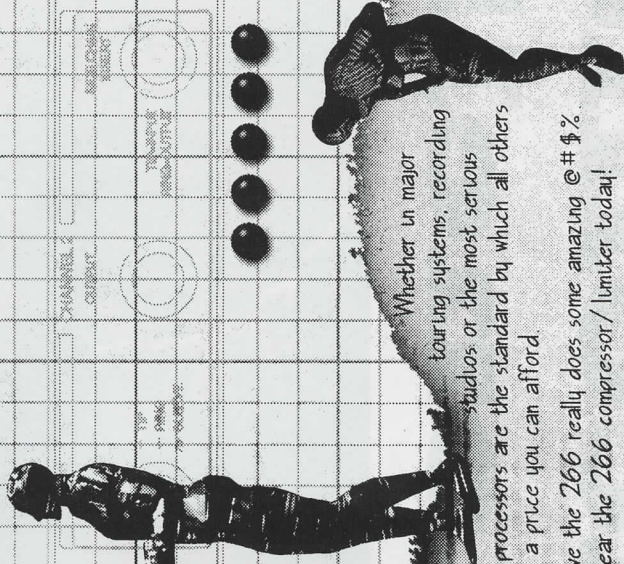 CHANNEL 2
OUTPUT
Whether in major
touring systems, recording
studios or the most serious
processors are the standard by which all others
a price you can afford.
ve the 266 really does some amazing @#$%.
ear the 266 compressor/limiter today!